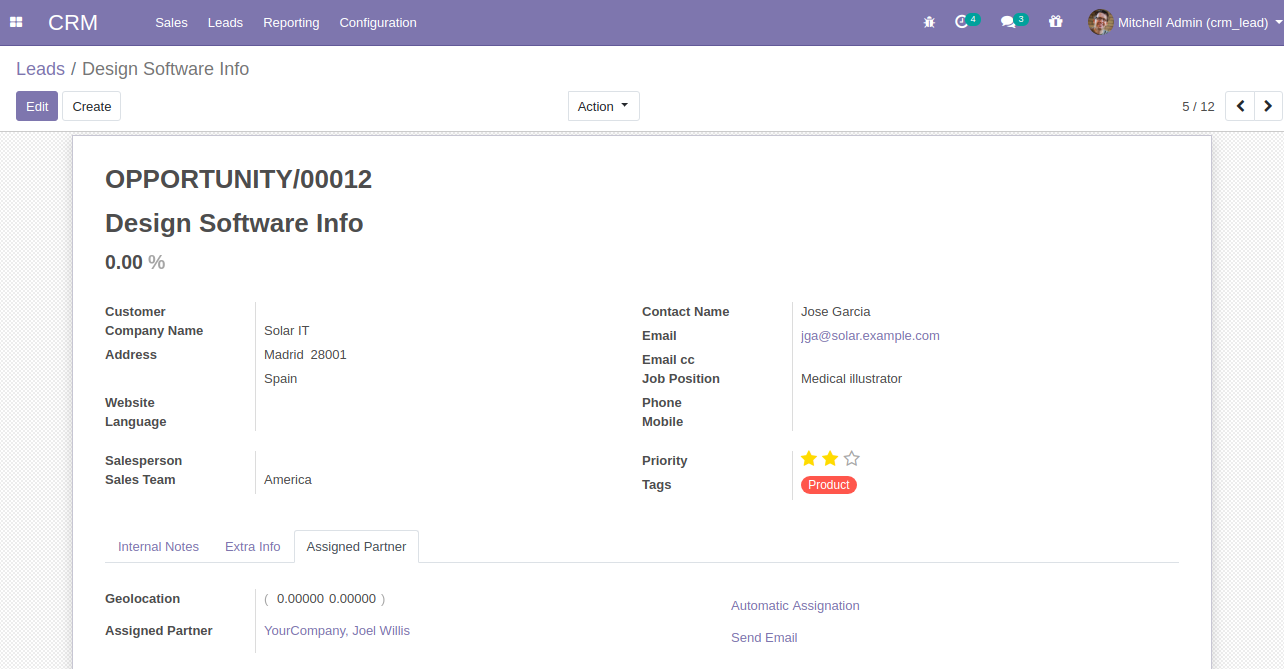 CRM Sales Leads Reporting Configuration 4 3 Mitchell Admin (crm_lead)
Leads / Design Software Info
Edit Create Action 5 / 12
OPPORTUNITY/00012
Design Software Info
0.00 %
Customer
Company Name Solar IT
Address Madrid 28001
Spain
Website
Language
Contact Name Jose Garcia
Email jga@solar.example.com
Email cc
Job Position Medical illustrator
Phone
Mobile
Salesperson
Sales Team America
Priority
Tags Product
Internal Notes Extra Info Assigned Partner
Geolocation ( 0.00000 0.00000 )
Assigned Partner YourCompany, Joel Willis
Automatic Assignation
Send Email